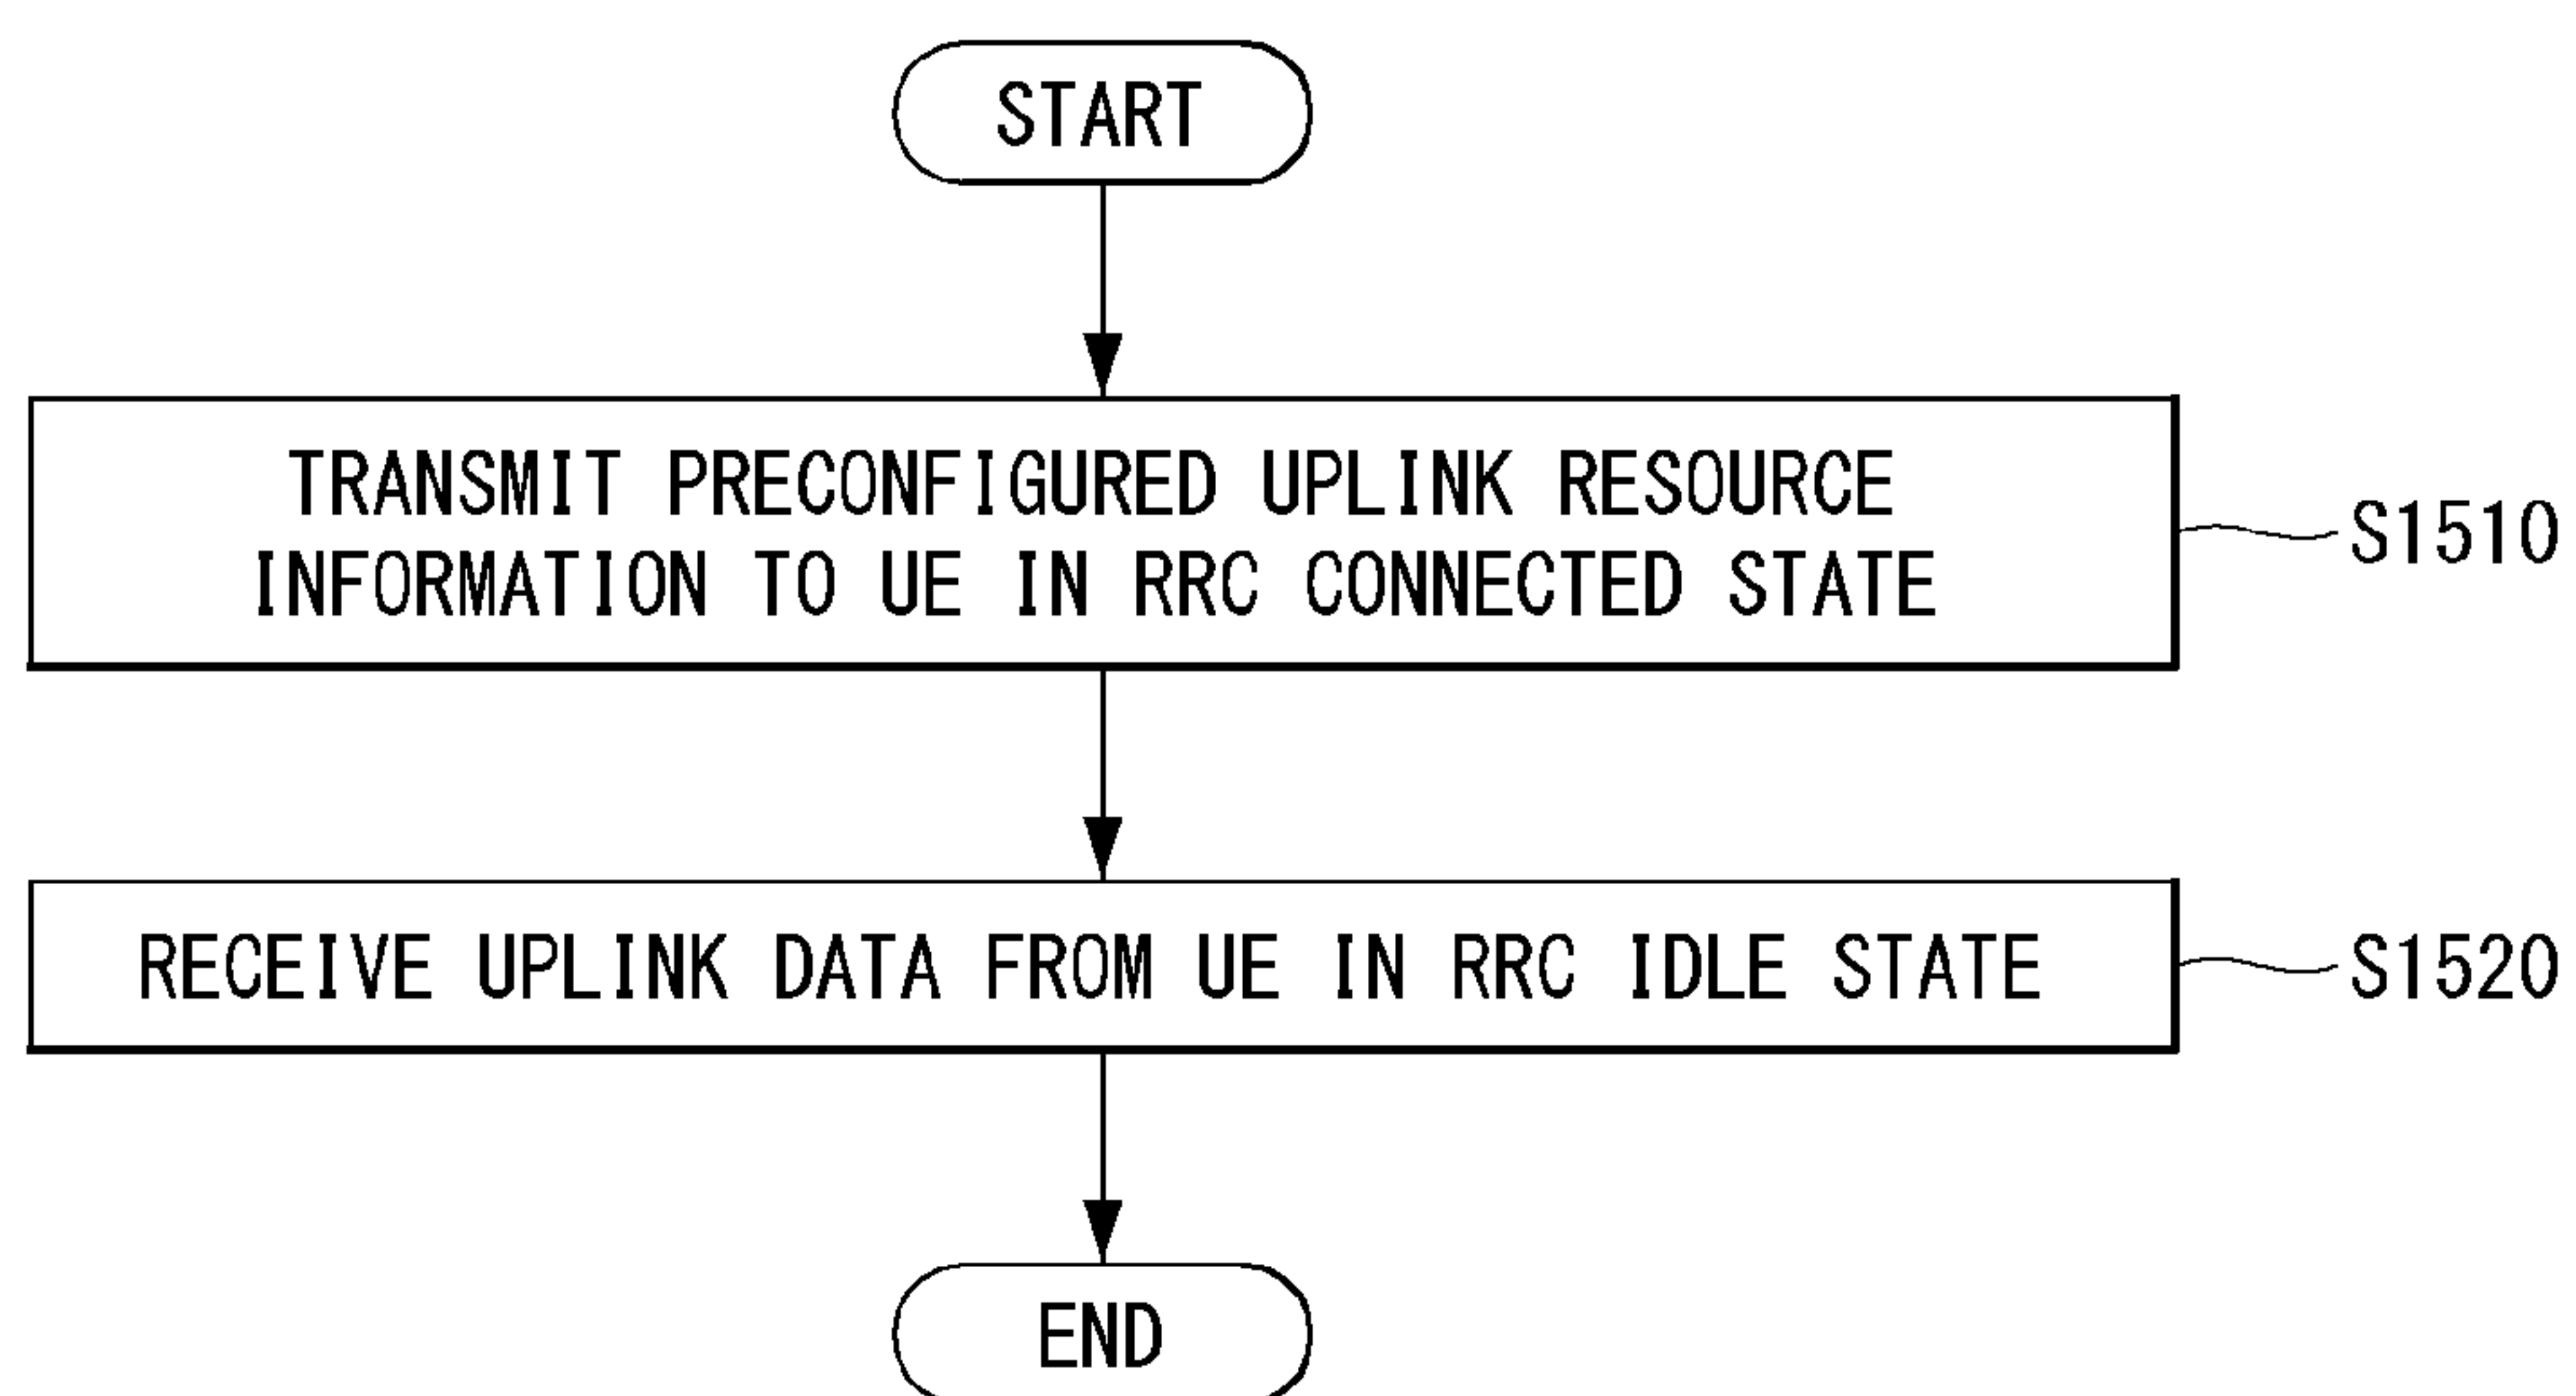 START
TRANSMIT PRECONFIGURED UPLINK RESOURCE
INFORMATION TO UE IN RRC CONNECTED STATE
S1510
RECEIVE UPLINK DATA FROM UE IN RRC IDLE STATE
S1520
END